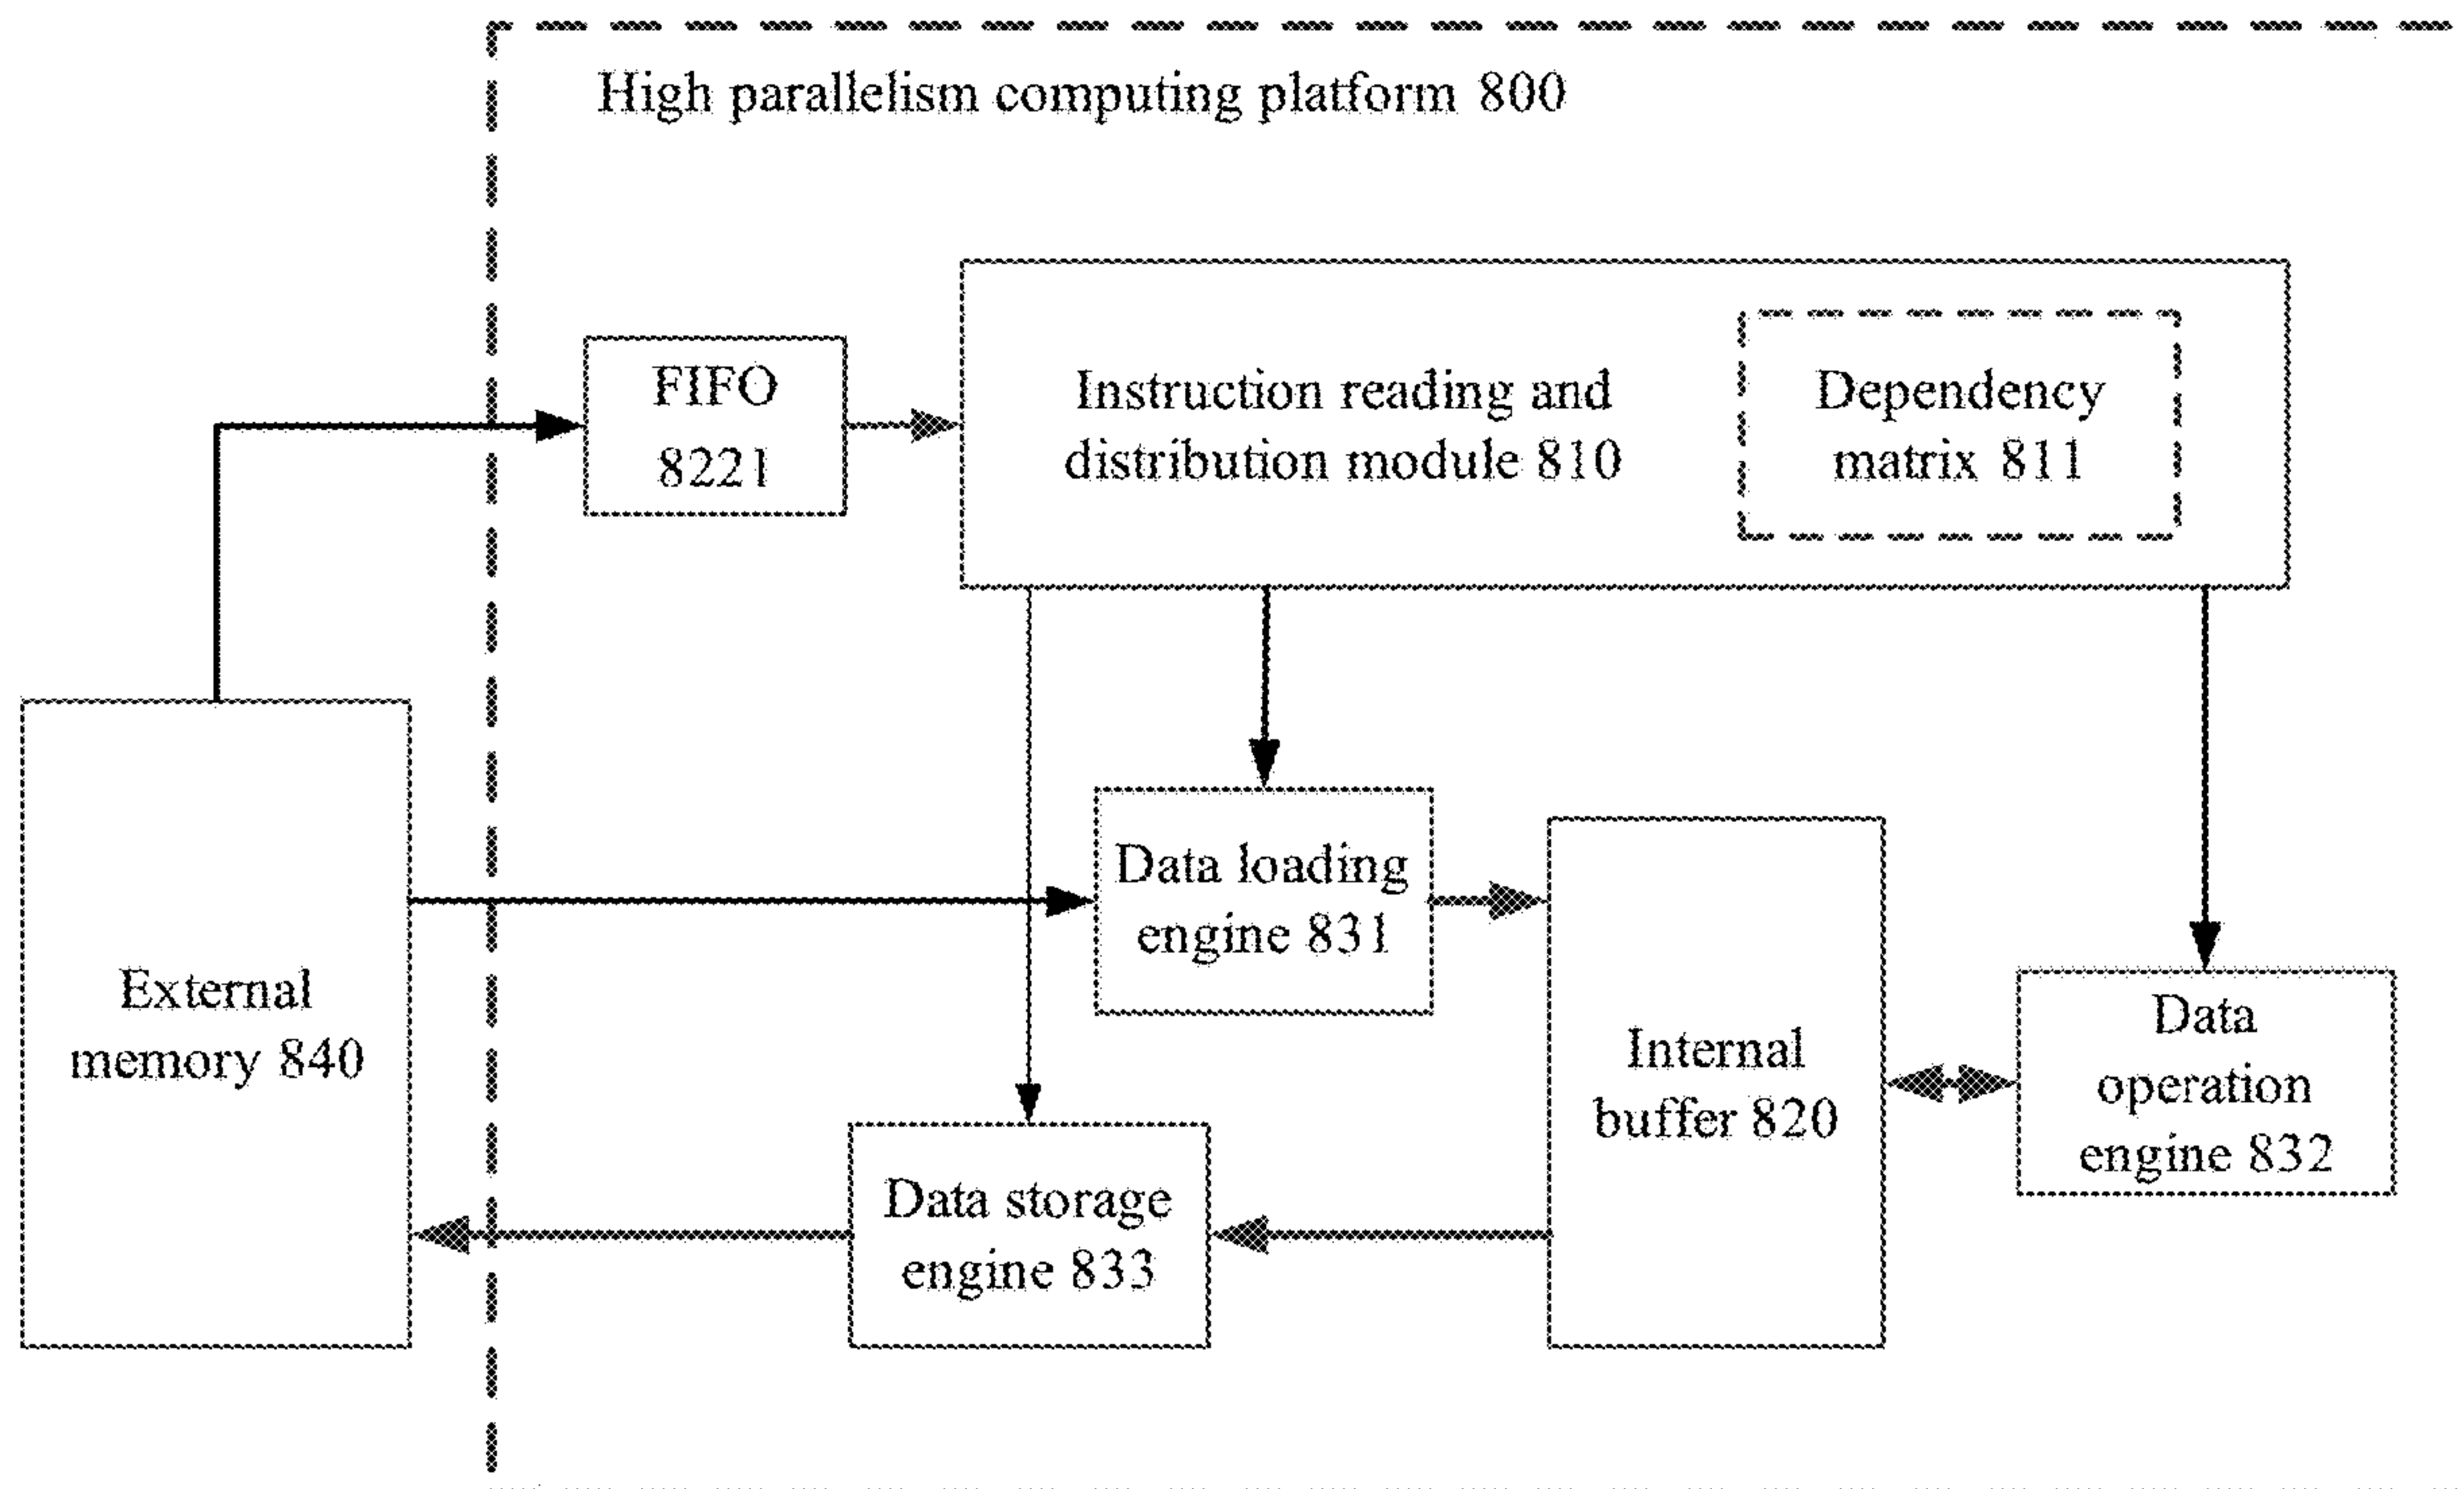 High parallelism computing platform 800
FIFO
8221
Instruction reading and
distribution module 810
Dependency
matrix 811
Data loading
engine 831
External
memory 840
Internal
buffer 820
Data
operation
engine 832
Data storage
engine 833